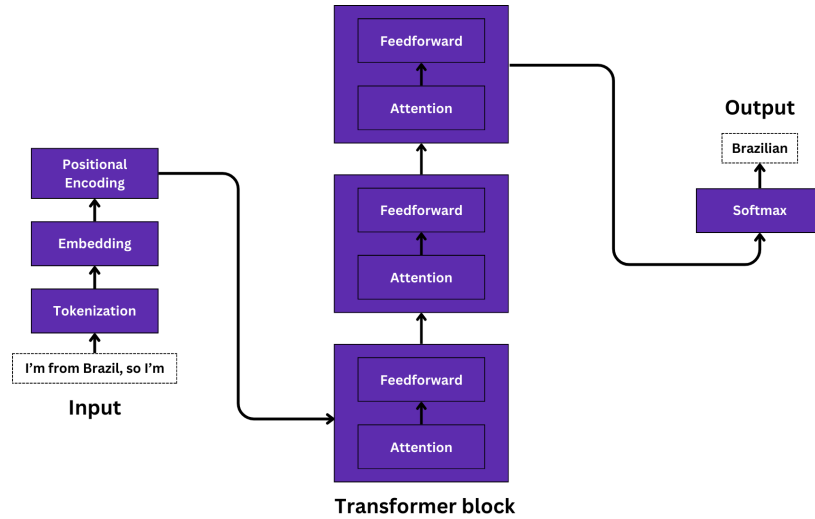 I’m from Brazil, so I’m
Input
Tokenization
Embedding
Positional
Encoding
Attention
Feedforward
Attention
Feedforward
Attention
Feedforward
Transformer block
Softmax
Brazilian
Output